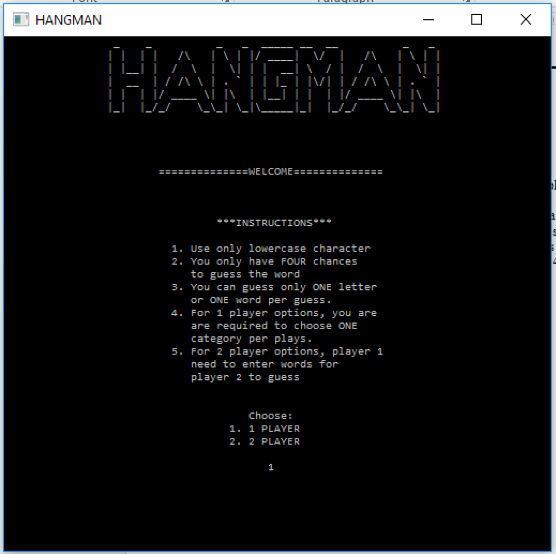 Font
Paragraph
HANGMAN
HANGMAN
==============WELCOME==============
***INSTRUCTIONS***
1. Use only lowercase character
2. You only have FOUR chances
to guess the word
3. You can guess only ONE letter
or ONE word per guess.
4. For 1 player options, you are
are required to choose ONE
category per plays.
5. For 2 player options, player 1
need to enter words for
player 2 to guess
Choose:
1. 1 PLAYER
2. 2 PLAYER
1